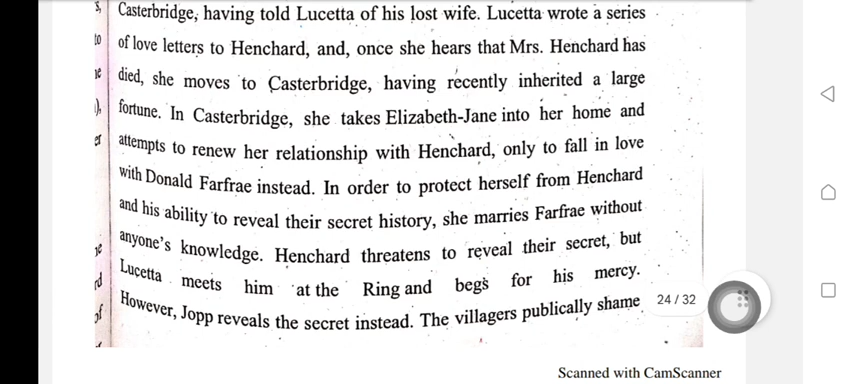 Casterbridge, having told Lucetta of his lost wife. Lucetta wrote a series
of love letters to Henchard, and, once she hears that Mrs. Henchard has
died, she moves to Casterbridge, having recently inherited a large
fortune. In Casterbridge, she takes Elizabeth-Jane into her home and
attempts to renew her relationship with Henchard, only to fall in love
with Donald Farfrae instead. In order to protect herself from Henchard
and his ability to reveal their secret history, she marries Farfrae without
anyone's knowledge. Henchard threatens to reveal their secret, but
Lucetta meets him at the Ring and begs for his mercy.
However, Jopp reveals the secret instead. The villagers publically shame
24 / 32
Scanned with CamScanner